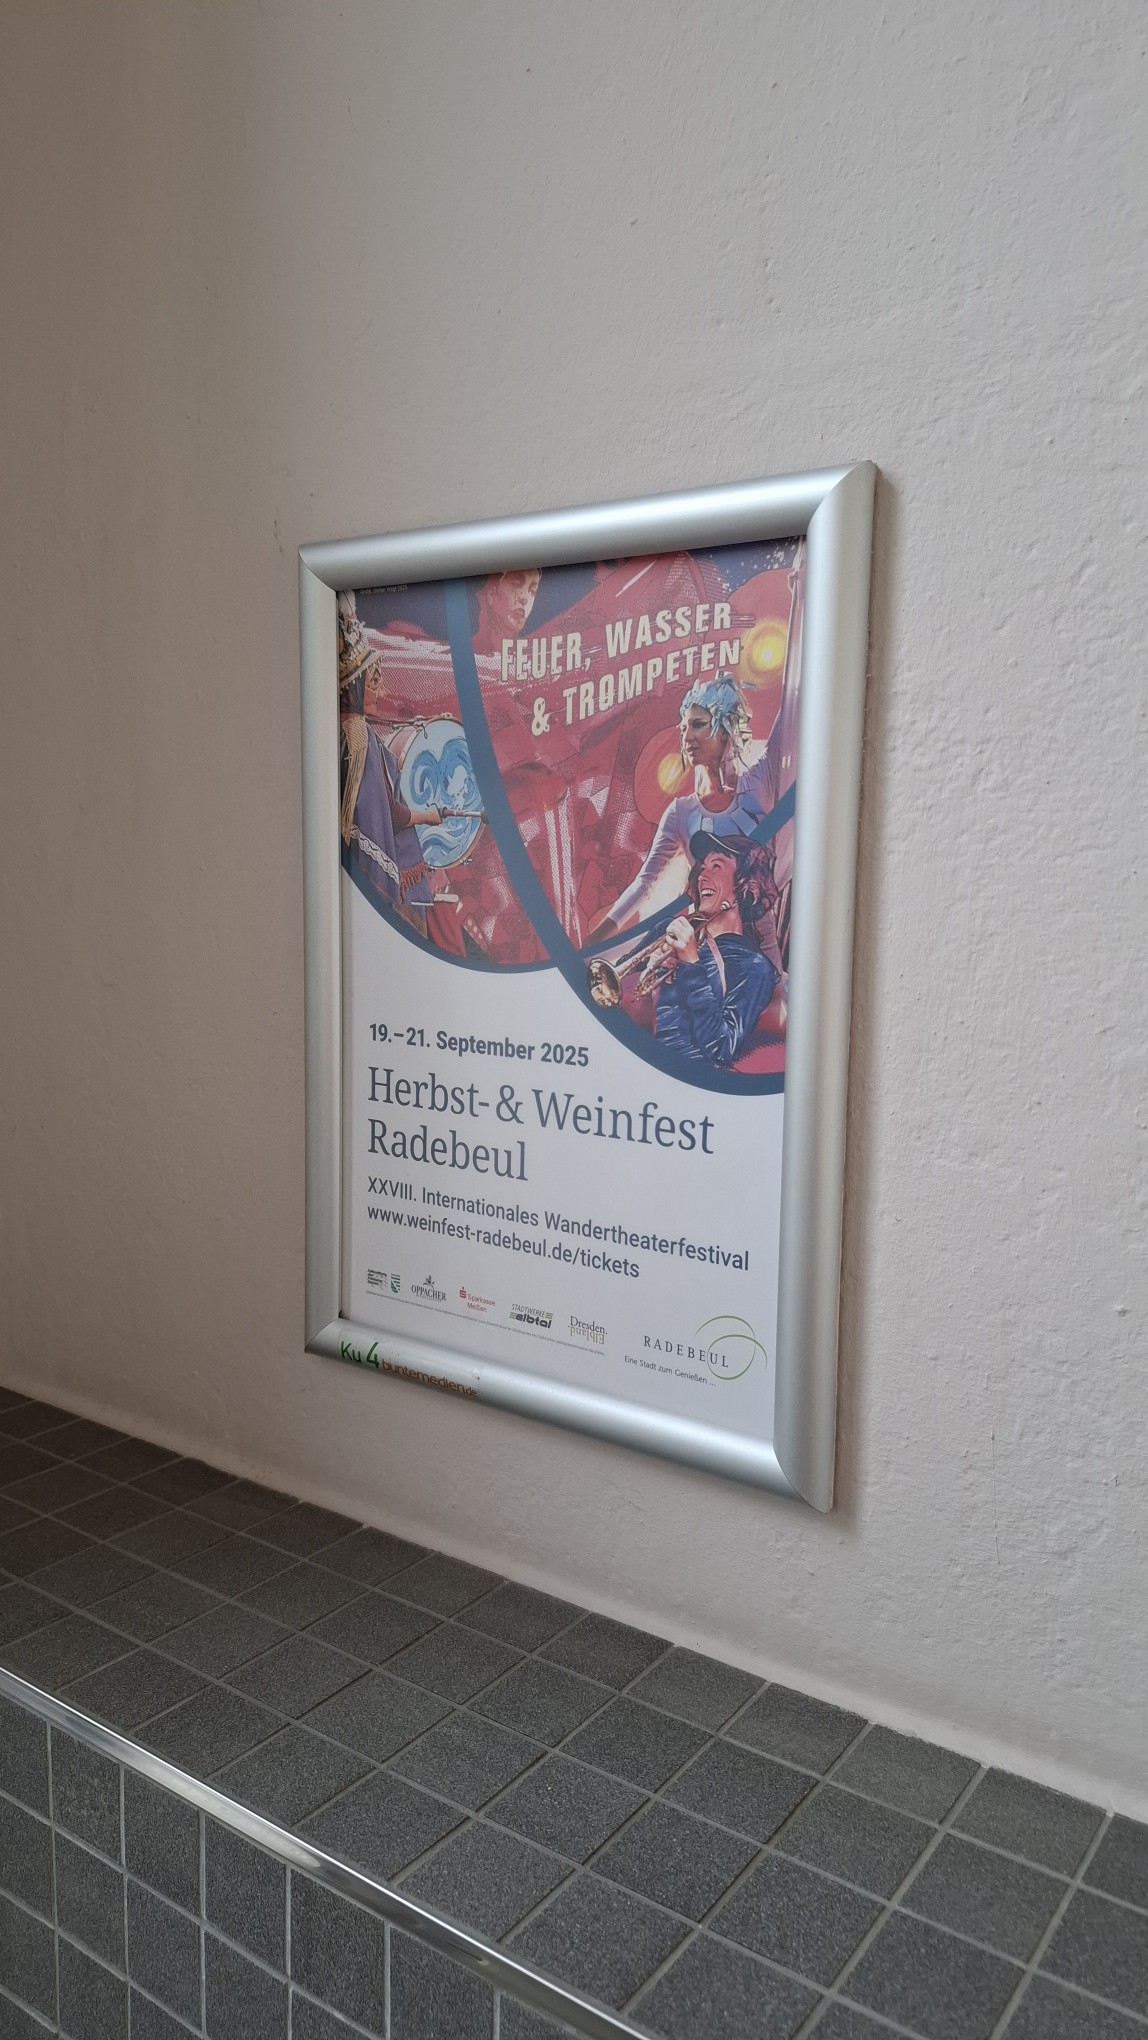 FEUER, WASSER
& TROMPETEN
19.–21. September 2025
Herbst- & Weinfest
Radebeul
XXVIII. Internationales Wandertheaterfestival
www.weinfest-radebeul.de/tickets
OPPACHER
Sparkasse
Meißen
STADTWERKE
elbtal
Dresden.
Elbland
RADEBEUL
Eine Stadt zum Genießen ...
Ku 4 buntemedien.de